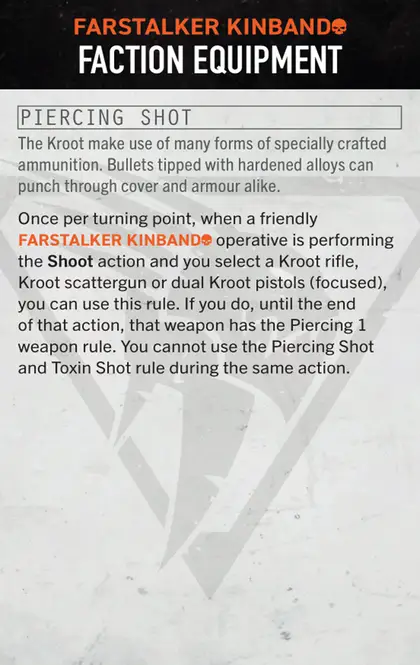 FARSTALKER KINBAND
FACTION EQUIPMENT
PIERCING SHOT
The Kroot make use of many forms of specially crafted
ammunition. Bullets tipped with hardened alloys can
punch through cover and armour alike.
Once per turning point, when a friendly
FARSTALKER KINBAND operative is performing
the Shoot action and you select a Kroot rifle,
Kroot scattergun or dual Kroot pistols (focused),
you can use this rule. If you do, until the end
of that action, that weapon has the Piercing 1
weapon rule. You cannot use the Piercing Shot
and Toxin Shot rule during the same action.